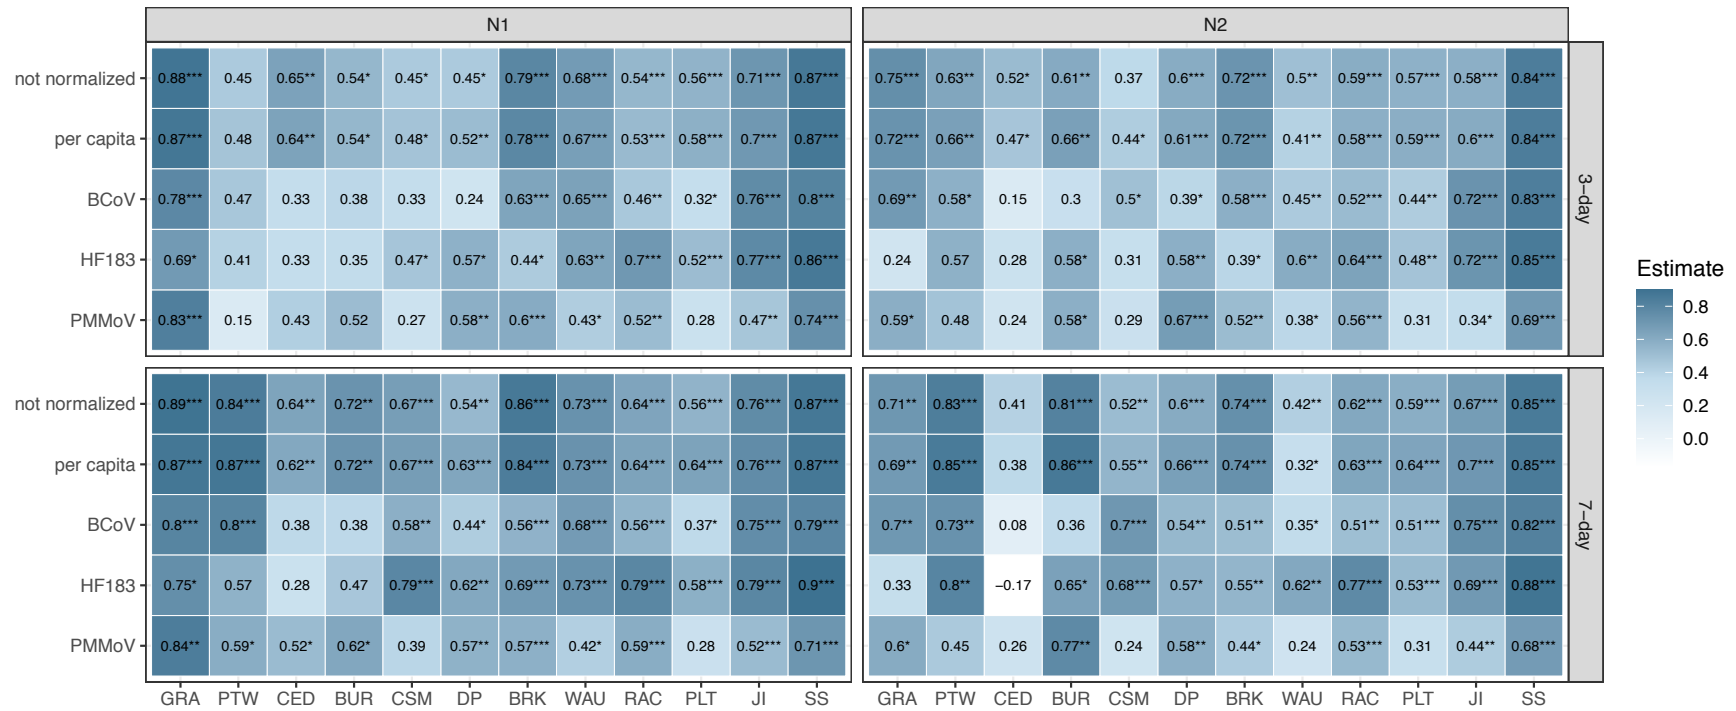 N1 N2
not normalized 0.88*** 0.45 0.65** 0.54* 0.45* 0.45* 0.79*** 0.68*** 0.54*** 0.56*** 0.71*** 0.87*** 0.75*** 0.63** 0.52* 0.61** 0.37 0.6*** 0.72*** 0.5** 0.59*** 0.57*** 0.58*** 0.84***
per capita 0.87*** 0.48 0.64** 0.54* 0.48* 0.52** 0.78*** 0.67*** 0.53*** 0.58*** 0.7*** 0.87*** 0.72*** 0.66** 0.47* 0.66** 0.44* 0.61*** 0.72*** 0.41** 0.58*** 0.59*** 0.6*** 0.84***
BCoV 0.78*** 0.47 0.33 0.38 0.33 0.24 0.63*** 0.65*** 0.46** 0.32* 0.76*** 0.8*** 0.69** 0.58* 0.15 0.3 0.5* 0.39* 0.58*** 0.45** 0.52*** 0.44** 0.72*** 0.83***
HF183 0.69* 0.41 0.33 0.35 0.47* 0.57* 0.44* 0.63** 0.7*** 0.52*** 0.77*** 0.86*** 0.24 0.57 0.28 0.58* 0.31 0.58** 0.39* 0.6** 0.64*** 0.48** 0.72*** 0.85***
PMMoV 0.83*** 0.15 0.43 0.52 0.27 0.58** 0.6*** 0.43* 0.52** 0.28 0.47** 0.74*** 0.59* 0.48 0.24 0.58* 0.29 0.67*** 0.52** 0.38* 0.56*** 0.31 0.34* 0.69***
3−day
not normalized 0.89*** 0.84*** 0.64** 0.72** 0.67*** 0.54** 0.86*** 0.73*** 0.64*** 0.56*** 0.76*** 0.87*** 0.71** 0.83*** 0.41 0.81*** 0.52** 0.6*** 0.74*** 0.42** 0.62*** 0.59*** 0.67*** 0.85***
per capita 0.87*** 0.87*** 0.62** 0.72** 0.67*** 0.63*** 0.84*** 0.73*** 0.64*** 0.64*** 0.76*** 0.87*** 0.69** 0.85*** 0.38 0.86*** 0.55** 0.66*** 0.74*** 0.32* 0.63*** 0.64*** 0.7*** 0.85***
BCoV 0.8*** 0.8*** 0.38 0.38 0.58** 0.44* 0.56*** 0.68*** 0.56*** 0.37* 0.75*** 0.79*** 0.7** 0.73** 0.08 0.36 0.7*** 0.54** 0.51** 0.35* 0.51** 0.51*** 0.75*** 0.82***
HF183 0.75* 0.57 0.28 0.47 0.79*** 0.62** 0.69*** 0.73*** 0.79*** 0.58*** 0.79*** 0.9*** 0.33 0.8** −0.17 0.65* 0.68*** 0.57* 0.55** 0.62** 0.77*** 0.53*** 0.69*** 0.88***
PMMoV 0.84** 0.59* 0.52* 0.62* 0.39 0.57** 0.57*** 0.42* 0.59*** 0.28 0.52*** 0.71*** 0.6* 0.45 0.26 0.77** 0.24 0.58** 0.44* 0.24 0.53*** 0.31 0.44** 0.68***
7−day
GRA PTW CED BUR CSM DP BRK WAU RAC PLT JI SS GRA PTW CED BUR CSM DP BRK WAU RAC PLT JI SS
Estimate
0.8
0.6
0.4
0.2
0.0